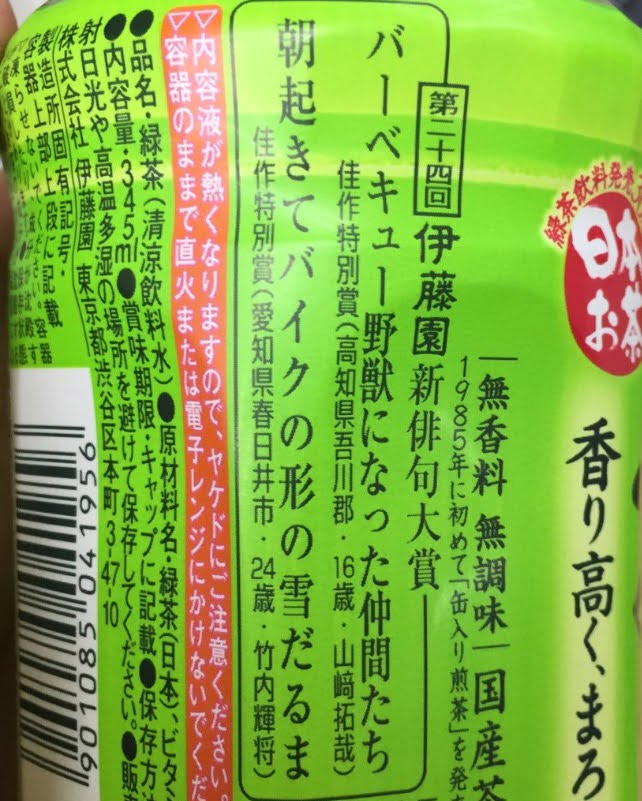 緑茶飲料発売
日本
お茶
香り高く、まろ
無香料 無調味 国産茶
1985年に初めて「缶入り煎茶」を発
第二十四回 伊藤園新俳句大賞
バーベキュー野獣になった仲間たち
佳作特別賞(高知県吾川郡・16歳・山﨑拓哉)
朝起きてバイクの形の雪だるま
佳作特別賞(愛知県春日井市・24歳・竹内輝将)
▽内容液が熱くなりますので、ヤケドにご注意ください。
▽容器のままで直火または電子レンジにかけないでくだ
●品名・緑茶(清涼飲料水)●原材料名・緑茶(日本)、ビタミ
●内容量・345ml●賞味期限・キャップに記載●保存方法
射日光や高温多湿の場所を避けて保存してください。●販売
株式会社 伊藤園 東京都渋谷区本町3-47-10
製造所固有記号・
容器上部上段に記載
901085 041956